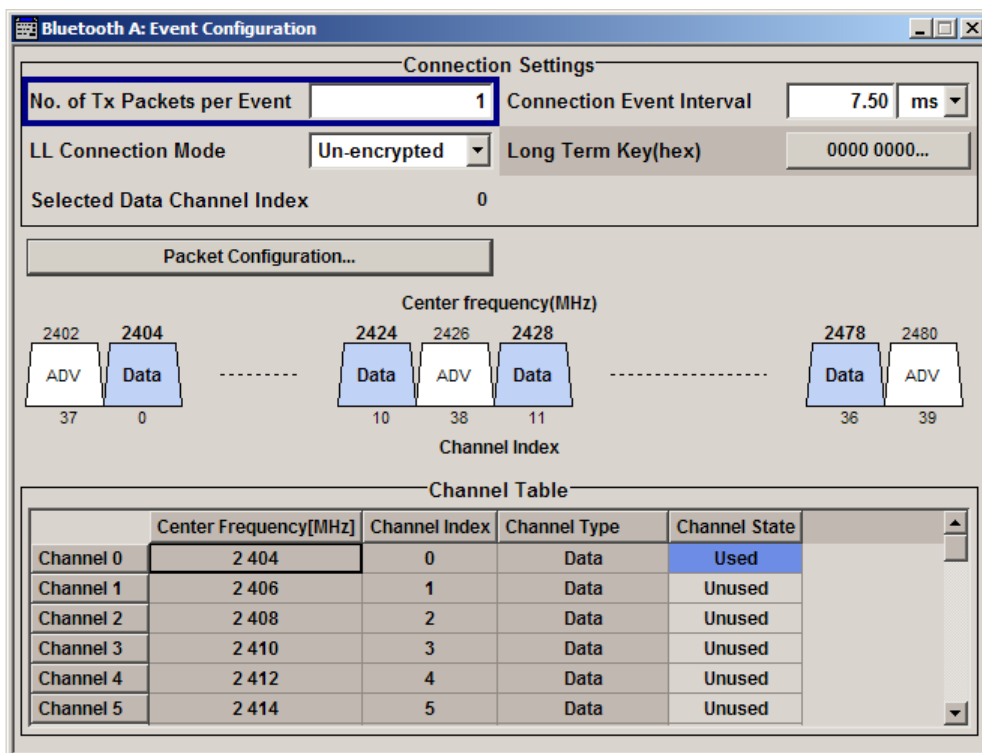 Bluetooth A: Event Configuration
Connection Settings
No. of Tx Packets per Event 1 Connection Event Interval 7.50 ms
LL Connection Mode Un-encrypted Long Term Key(hex) 0000 0000...
Selected Data Channel Index 0
Packet Configuration...
Center frequency(MHz)
2402 2404 2424 2426 2428 2478 2480
ADV Data Data ADV Data Data ADV
37 0 10 38 11 36 39
Channel Index
Channel Table
Center Frequency[MHz] Channel Index Channel Type Channel State
Channel 0 2 404 0 Data Used
Channel 1 2 406 1 Data Unused
Channel 2 2 408 2 Data Unused
Channel 3 2 410 3 Data Unused
Channel 4 2 412 4 Data Unused
Channel 5 2 414 5 Data Unused